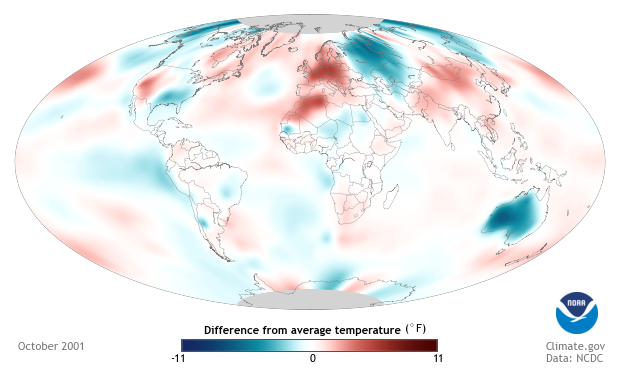 NOAA
Difference from average temperature (°F)
October 2001
-11 0 11
Climate.gov
Data: NCDC